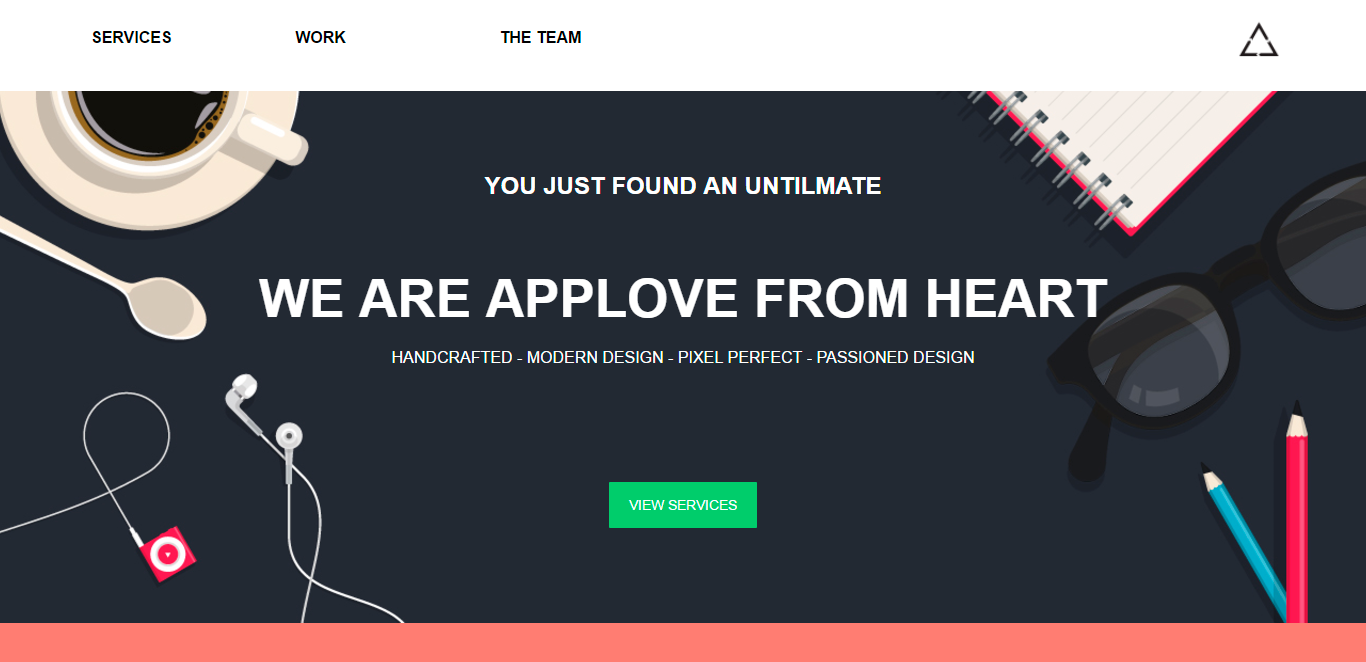 SERVICES WORK THE TEAM
YOU JUST FOUND AN UNTILMATE
WE ARE APPLOVE FROM HEART
HANDCRAFTED - MODERN DESIGN - PIXEL PERFECT - PASSIONED DESIGN
VIEW SERVICES